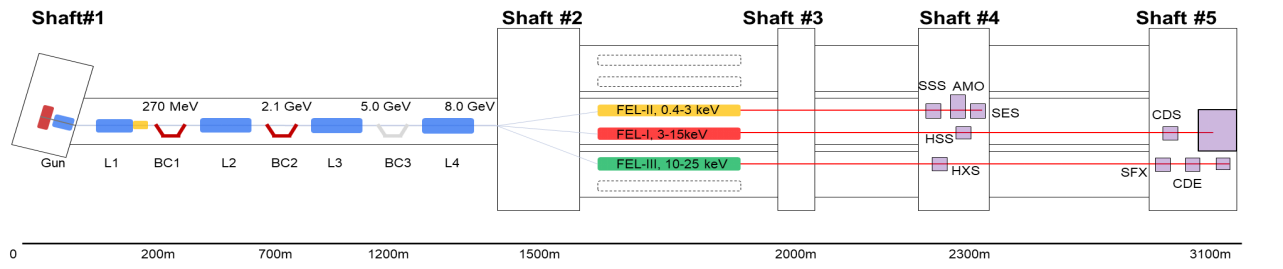 Shaft#1
Shaft #2
Shaft #3
Shaft #4
Shaft #5
270 MeV
2.1 GeV
5.0 GeV
8.0 GeV
Gun
L1
BC1
L2
BC2
L3
BC3
L4
FEL-II, 0.4-3 keV
FEL-I, 3-15keV
FEL-III, 10-25 keV
SSS
AMO
SES
HSS
HXS
CDS
SFX
CDE
0
200m
700m
1200m
1500m
2000m
2300m
3100m